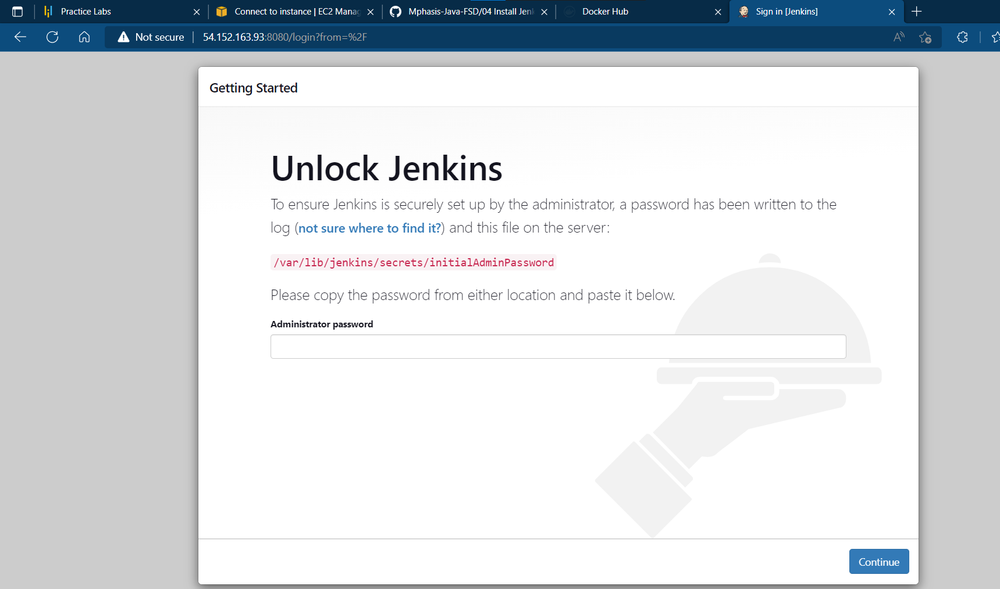 Practice Labs
Connect to instance | EC2 Manag
Mphasis-Java-FSD/04 Install Jenk
Docker Hub
Sign in [Jenkins]
Not secure
54.152.163.93:8080/login?from=%2F
Getting Started
Unlock Jenkins
To ensure Jenkins is securely set up by the administrator, a password has been written to the
log (not sure where to find it?) and this file on the server:
/var/lib/jenkins/secrets/initialAdminPassword
Please copy the password from either location and paste it below.
Administrator password
Continue